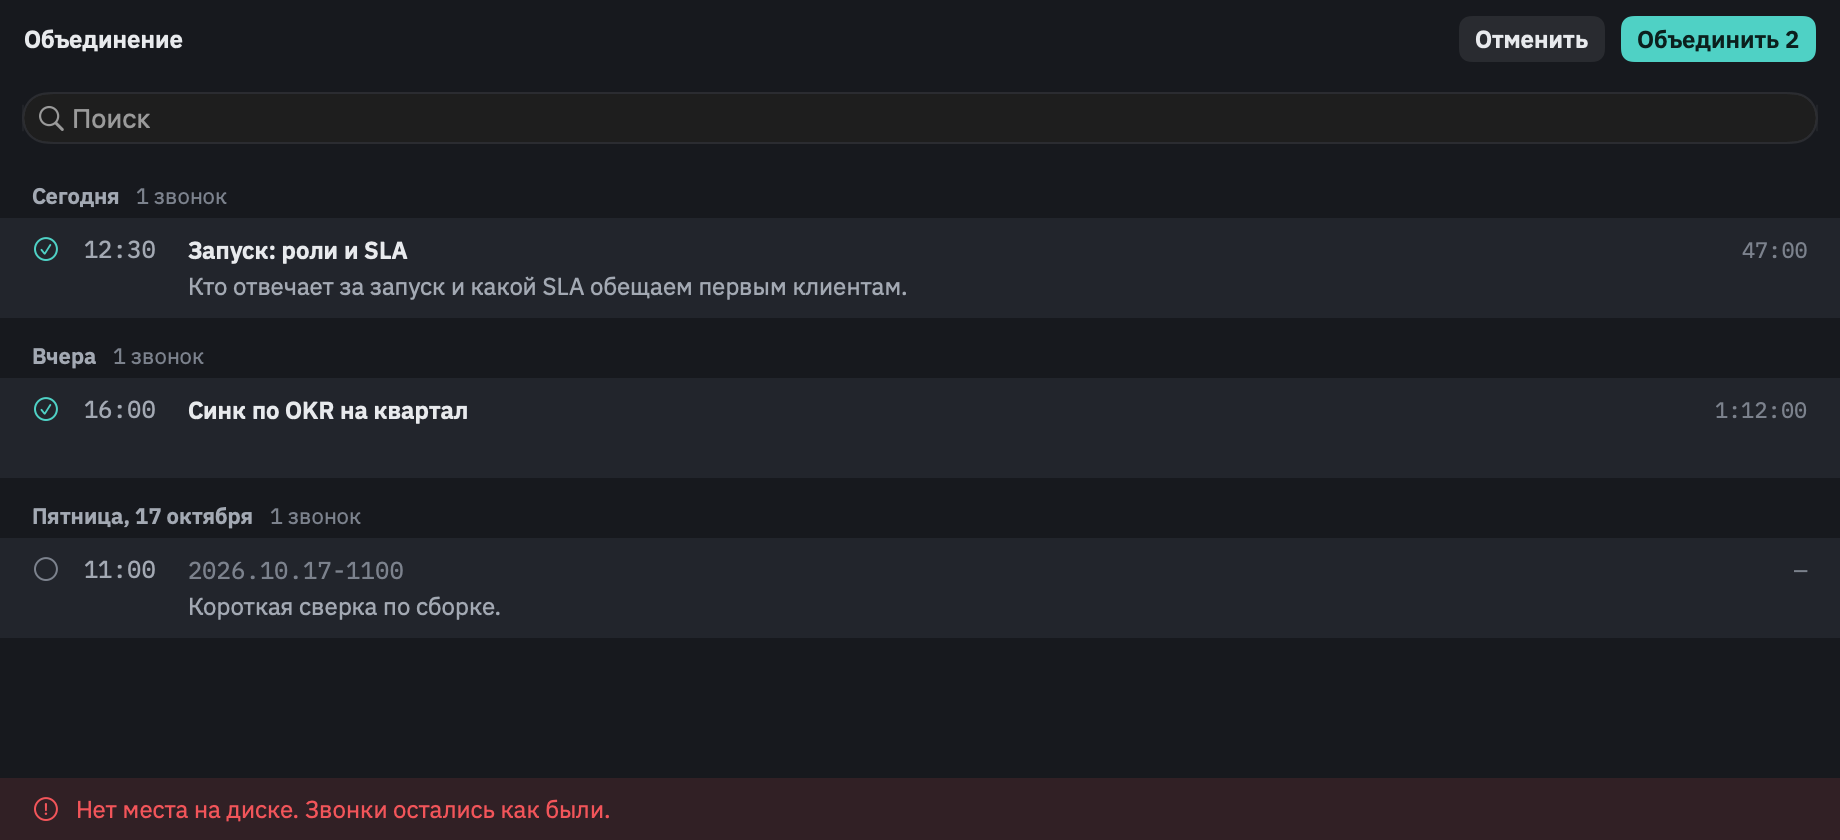 Объединение
Отменить
Объединить 2
Поиск
Сегодня 1 звонок
12:30 Запуск: роли и SLA 47:00
Кто отвечает за запуск и какой SLA обещаем первым клиентам.
Вчера 1 звонок
16:00 Синк по OKR на квартал 1:12:00
Пятница, 17 октября 1 звонок
11:00 2026.10.17-1100 —
Короткая сверка по сборке.
Нет места на диске. Звонки остались как были.